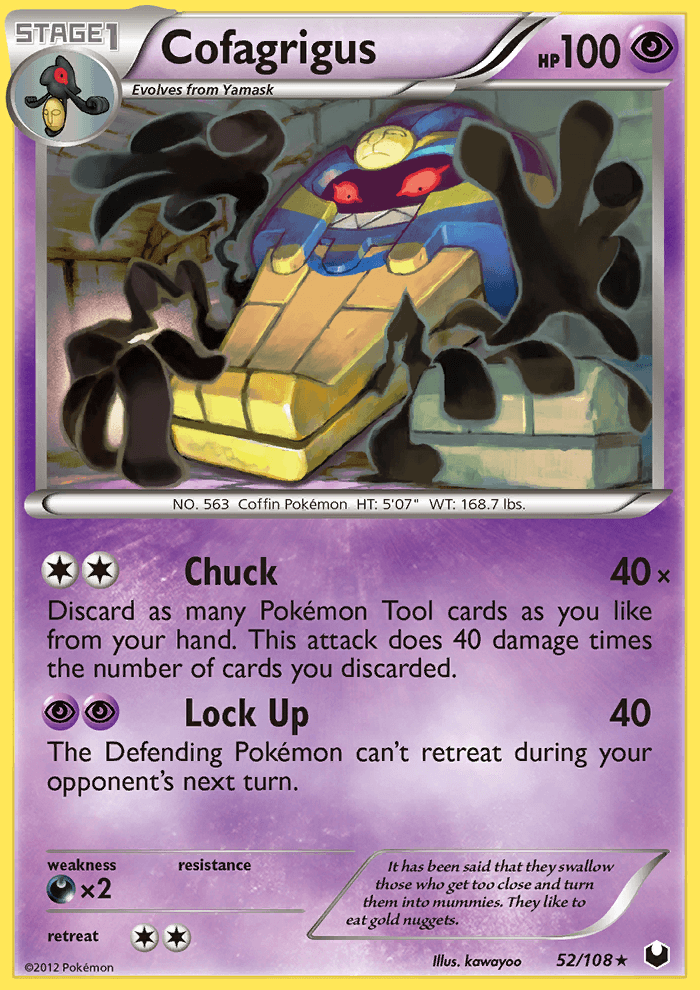 STAGE1
Cofagrigus
HP100
Evolves from Yamask
NO. 563 Coffin Pokémon HT: 5'07" WT: 168.7 lbs.
Chuck 40×
Discard as many Pokémon Tool cards as you like
from your hand. This attack does 40 damage times
the number of cards you discarded.
Lock Up 40
The Defending Pokémon can't retreat during your
opponent's next turn.
weakness resistance
×2
retreat
It has been said that they swallow
those who get too close and turn
them into mummies. They like to
eat gold nuggets.
©2012 Pokémon
Illus. kawayoo 52/108★